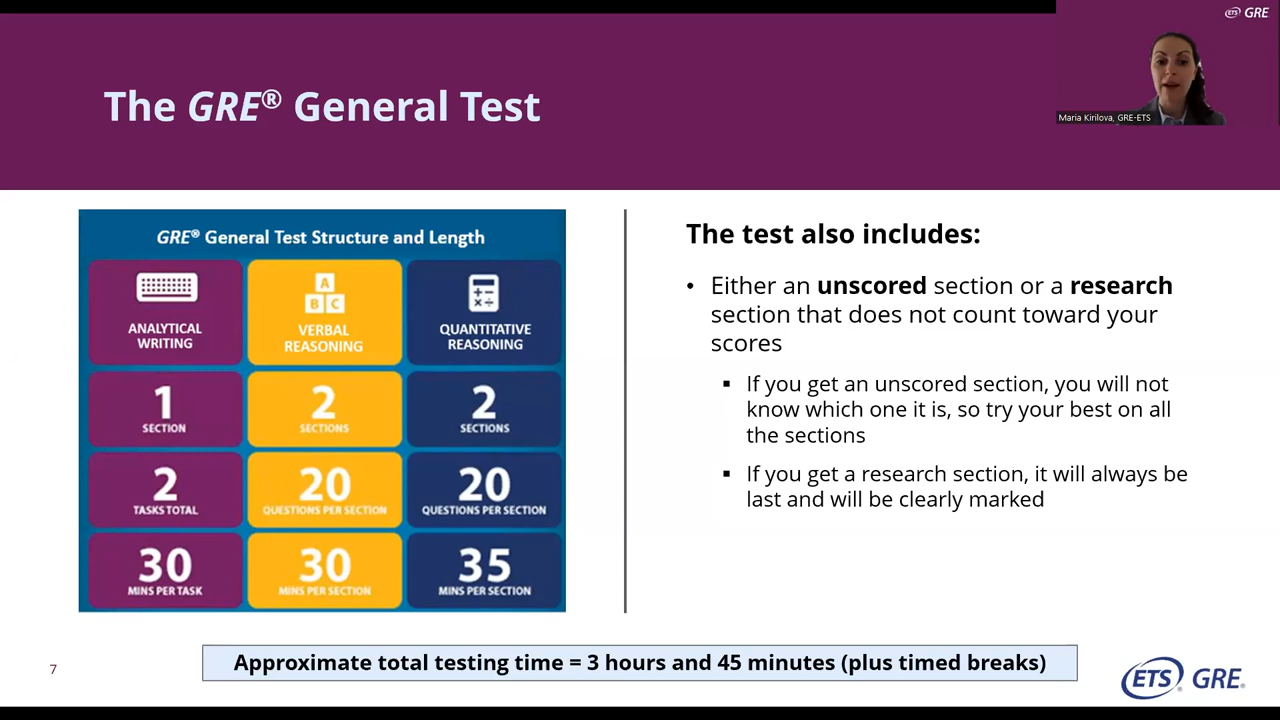 ETS GRE
The GRE® General Test
Maria Kirilova, GRE-ETS
GRE® General Test Structure and Length
ANALYTICAL
WRITING
A
B C
VERBAL
REASONING
QUANTITATIVE
REASONING
1
SECTION
2
SECTIONS
2
SECTIONS
2
TASKS TOTAL
20
QUESTIONS PER SECTION
20
QUESTIONS PER SECTION
30
MINS PER TASK
30
MINS PER SECTION
35
MINS PER SECTION
The test also includes:
• Either an unscored section or a research
section that does not count toward your
scores
▪ If you get an unscored section, you will not
know which one it is, so try your best on all
the sections
▪ If you get a research section, it will always be
last and will be clearly marked
Approximate total testing time = 3 hours and 45 minutes (plus timed breaks)
7
ETS® GRE®